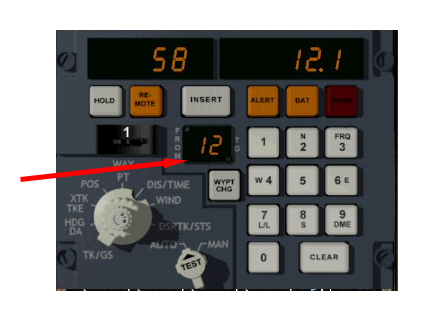 58 12.1
HOLD RE-MOTE INSERT ALERT BAT WARN
1 FROM 12 TO 1 N 2 FRQ 3
WYPT CHG W 4 5 6 E
WAY PT
POS DIS/TIME
XTK TKE WIND
HDG DA DSRTK/STS
TK/GS
7 L/L 8 S 9 DME
AUTO MAN
TEST
0 CLEAR